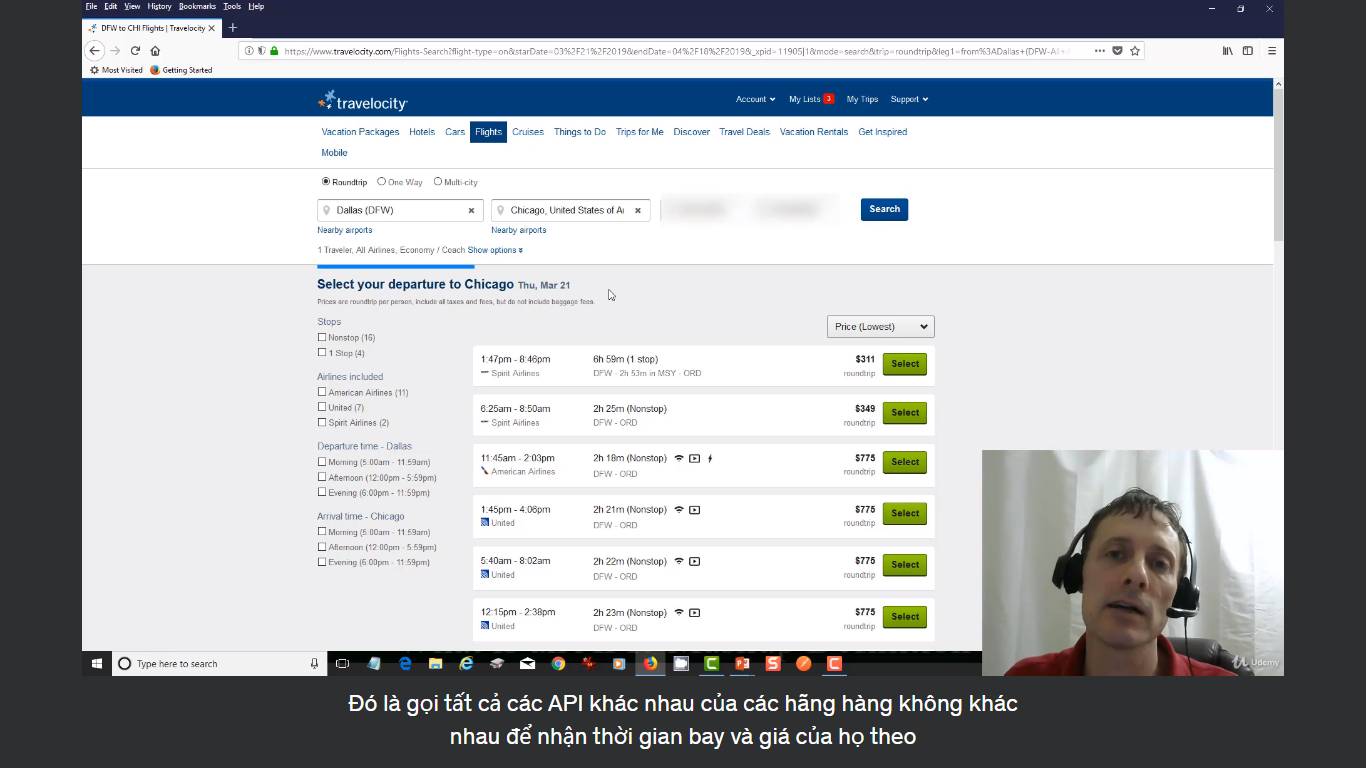 File Edit View History Bookmarks Tools Help
DFW to CHI Flights | Travelocity
https://www.travelocity.com/Flights-Search?flight-type=on&starDate=03%2F21%2F2019&endDate=04%2F18%2F2019&_xpid=11905|1&mode=search&trip=roundtrip&leg1=from%3ADallas+(DFW-All+
Most Visited Getting Started
travelocity
Account My Lists 3 My Trips Support
Vacation Packages Hotels Cars Flights Cruises Things to Do Trips for Me Discover Travel Deals Vacation Rentals Get Inspired
Mobile
Roundtrip One Way Multi-city
Dallas (DFW) Chicago, United States of Search
Nearby airports Nearby airports
1 Traveler, All Airlines, Economy / Coach Show options
Select your departure to Chicago Thu, Mar 21
Prices are roundtrip per person, include all taxes and fees, but do not include baggage fees.
Stops
Price (Lowest)
Nonstop (16)
1 Stop (4)
Airlines included
American Airlines (11)
United (7)
Spirit Airlines (2)
Departure time - Dallas
Morning (5:00am - 11:59am)
Afternoon (12:00pm - 5:59pm)
Evening (6:00pm - 11:59pm)
Arrival time - Chicago
Morning (5:00am - 11:59am)
Afternoon (12:00pm - 5:59pm)
Evening (6:00pm - 11:59pm)
1:47pm - 8:46pm 6h 59m (1 stop) $311 Select
Spirit Airlines DFW - 2h 53m in MSY - ORD roundtrip
6:25am - 8:50am 2h 25m (Nonstop) $349 Select
Spirit Airlines DFW - ORD roundtrip
11:45am - 2:03pm 2h 18m (Nonstop) $775 Select
American Airlines DFW - ORD roundtrip
1:45pm - 4:06pm 2h 21m (Nonstop) $775 Select
United DFW - ORD roundtrip
5:40am - 8:02am 2h 22m (Nonstop) $775 Select
United DFW - ORD roundtrip
12:15pm - 2:38pm 2h 23m (Nonstop) $775 Select
United DFW - ORD roundtrip
Type here to search
Udemy
Đó là gọi tất cả các API khác nhau của các hãng hàng không khác
nhau để nhận thời gian bay và giá của họ theo